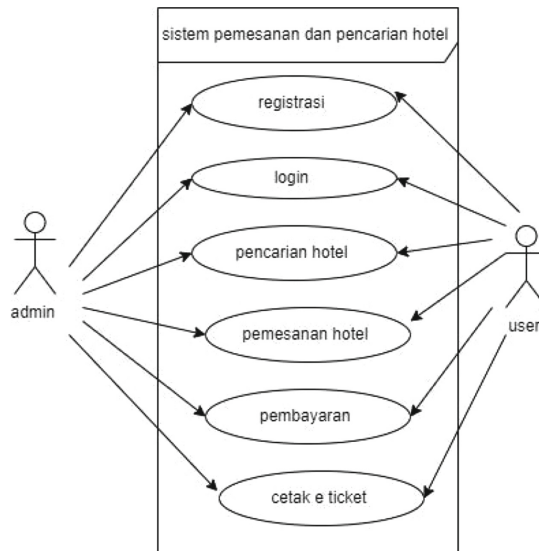 sistem pemesanan dan pencarian hotel
registrasi
login
pencarian hotel
admin
pemesanan hotel
user
pembayaran
cetak e ticket